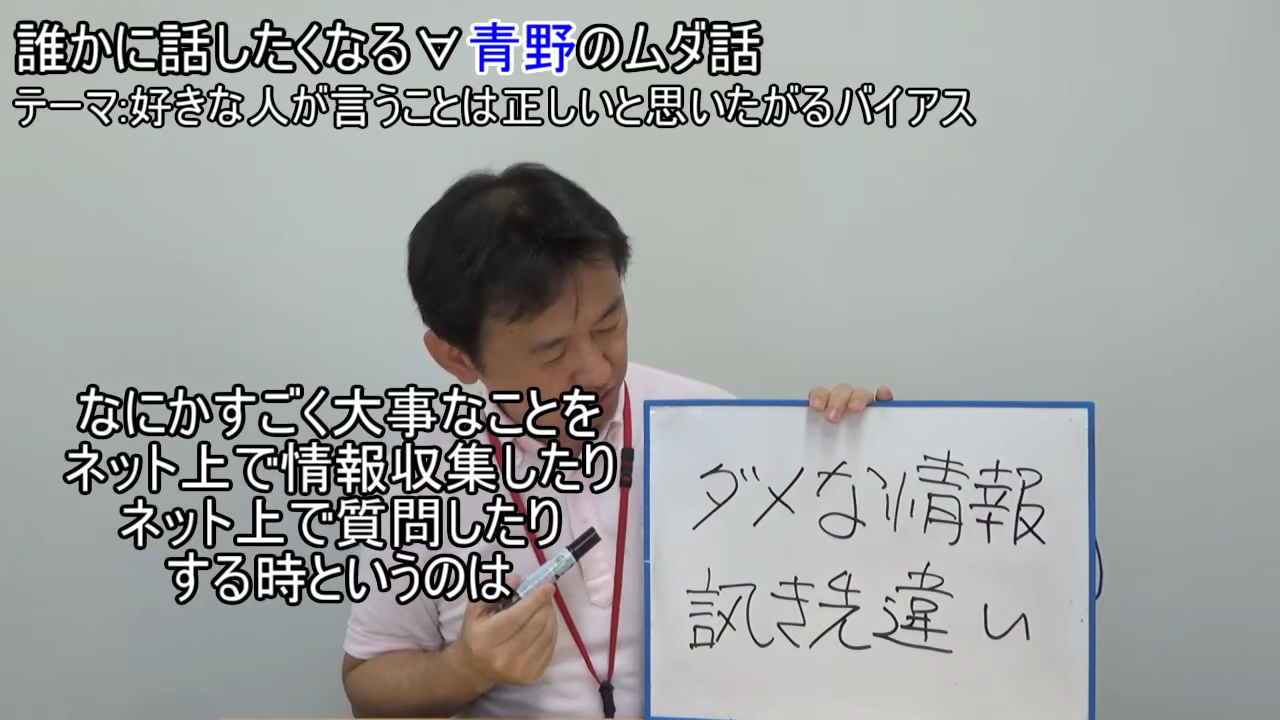 誰かに話したくなる∀青野のムダ話
テーマ:好きな人が言うことは正しいと思いたがるバイアス
なにかすごく大事なことを
ネット上で情報収集したり
ネット上で質問したり
する時というのは
ダメな情報
訊き先違い